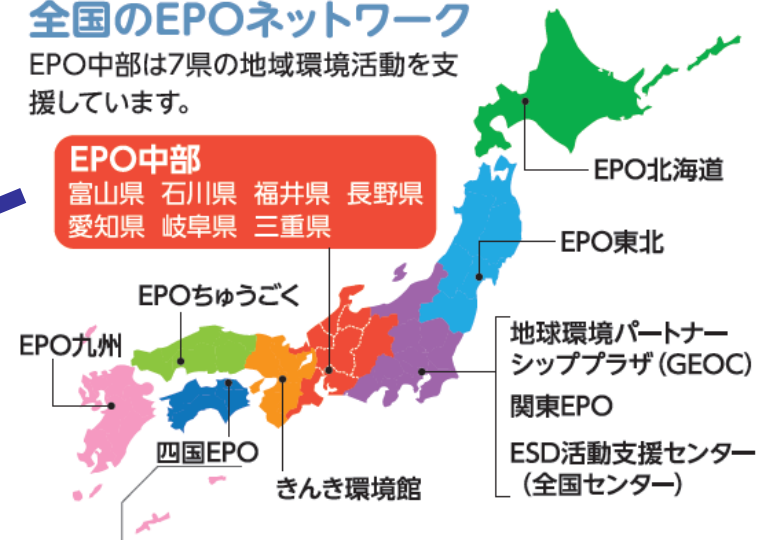 全国のEPOネットワーク
EPO中部は7県の地域環境活動を支
援しています。
EPO中部
富山県 石川県 福井県 長野県
愛知県 岐阜県 三重県
EPO北海道
EPO東北
EPOちゅうごく
EPO九州
地球環境パートナー
シッププラザ(GEOC)
関東EPO
ESD活動支援センター
(全国センター)
四国EPO
きんき環境館